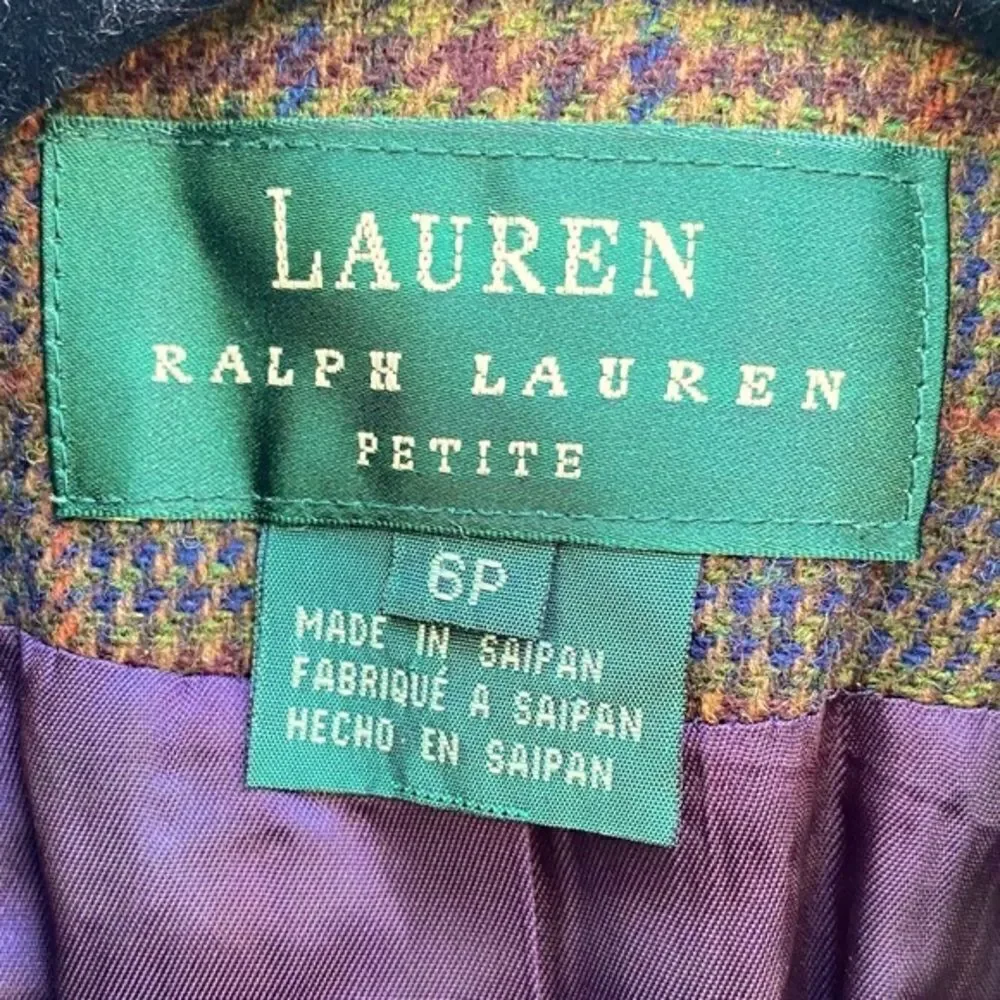 LAUREN
RALPH LAUREN
PETITE
6P
MADE IN SAIPAN
FABRIQUÉ A SAIPAN
HECHO EN SAIPAN